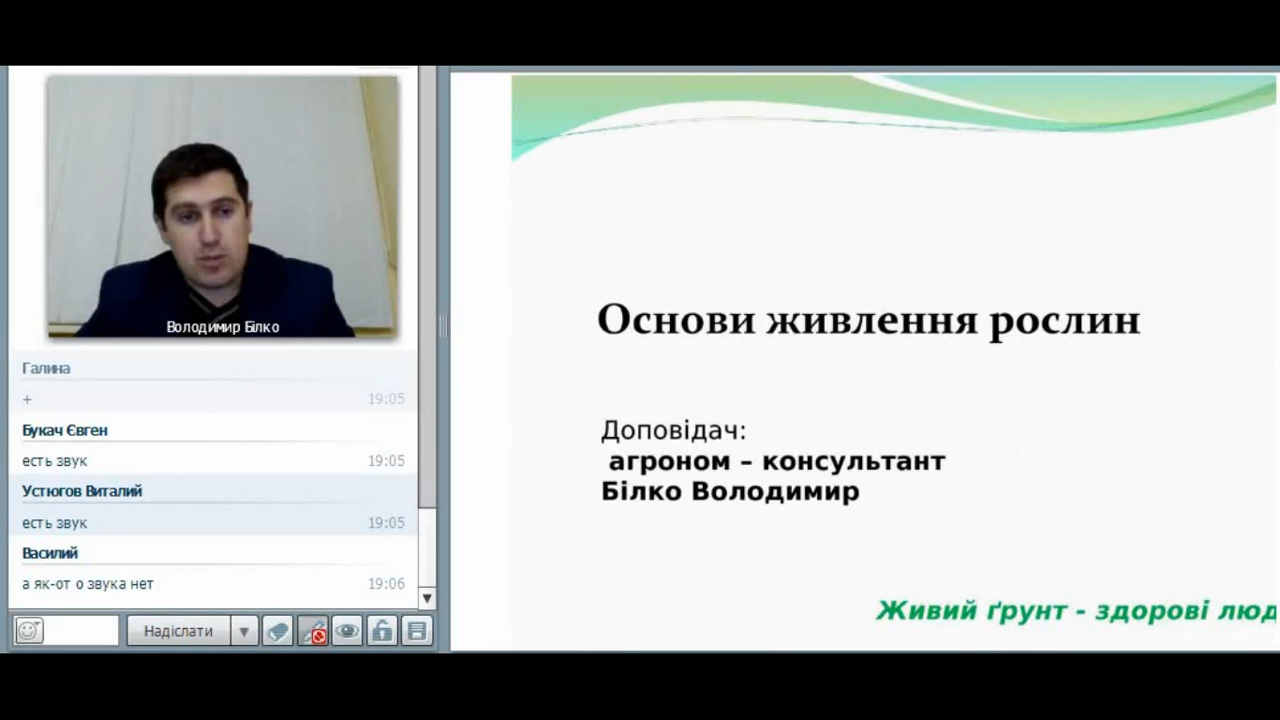 Володимир Білко
Галина
+ 19:05
Букач Євген
есть звук 19:05
Устюгов Виталий
есть звук 19:05
Василий
а як-от о звука нет 19:06
Надіслати
Основи живлення рослин
Доповідач:
агроном – консультант
Білко Володимир
Живий ґрунт - здорові люд